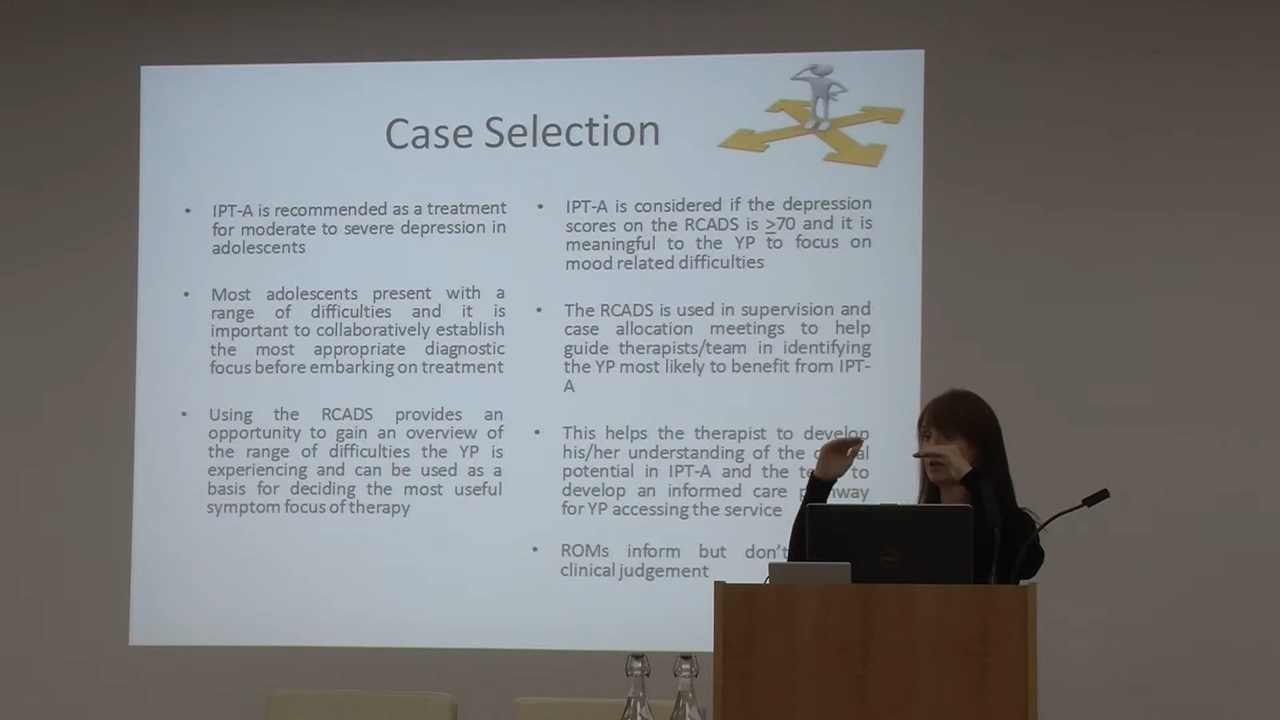 Case Selection
• IPT-A is recommended as a treatment
for moderate to severe depression in
adolescents
• Most adolescents present with a
range of difficulties and it is
important to collaboratively establish
the most appropriate diagnostic
focus before embarking on treatment
• Using the RCADS provides an
opportunity to gain an overview of
the range of difficulties the YP is
experiencing and can be used as a
basis for deciding the most useful
symptom focus of therapy
• IPT-A is considered if the depression
scores on the RCADS is >70 and it is
meaningful to the YP to focus on
mood related difficulties
• The RCADS is used in supervision and
case allocation meetings to help
guide therapists/team in identifying
the YP most likely to benefit from IPT-
A
• This helps the therapist to develop
his/her understanding of the
potential in IPT-A and the to
develop an informed care
for YP accessing the service
• ROMs inform but don't
clinical judgement